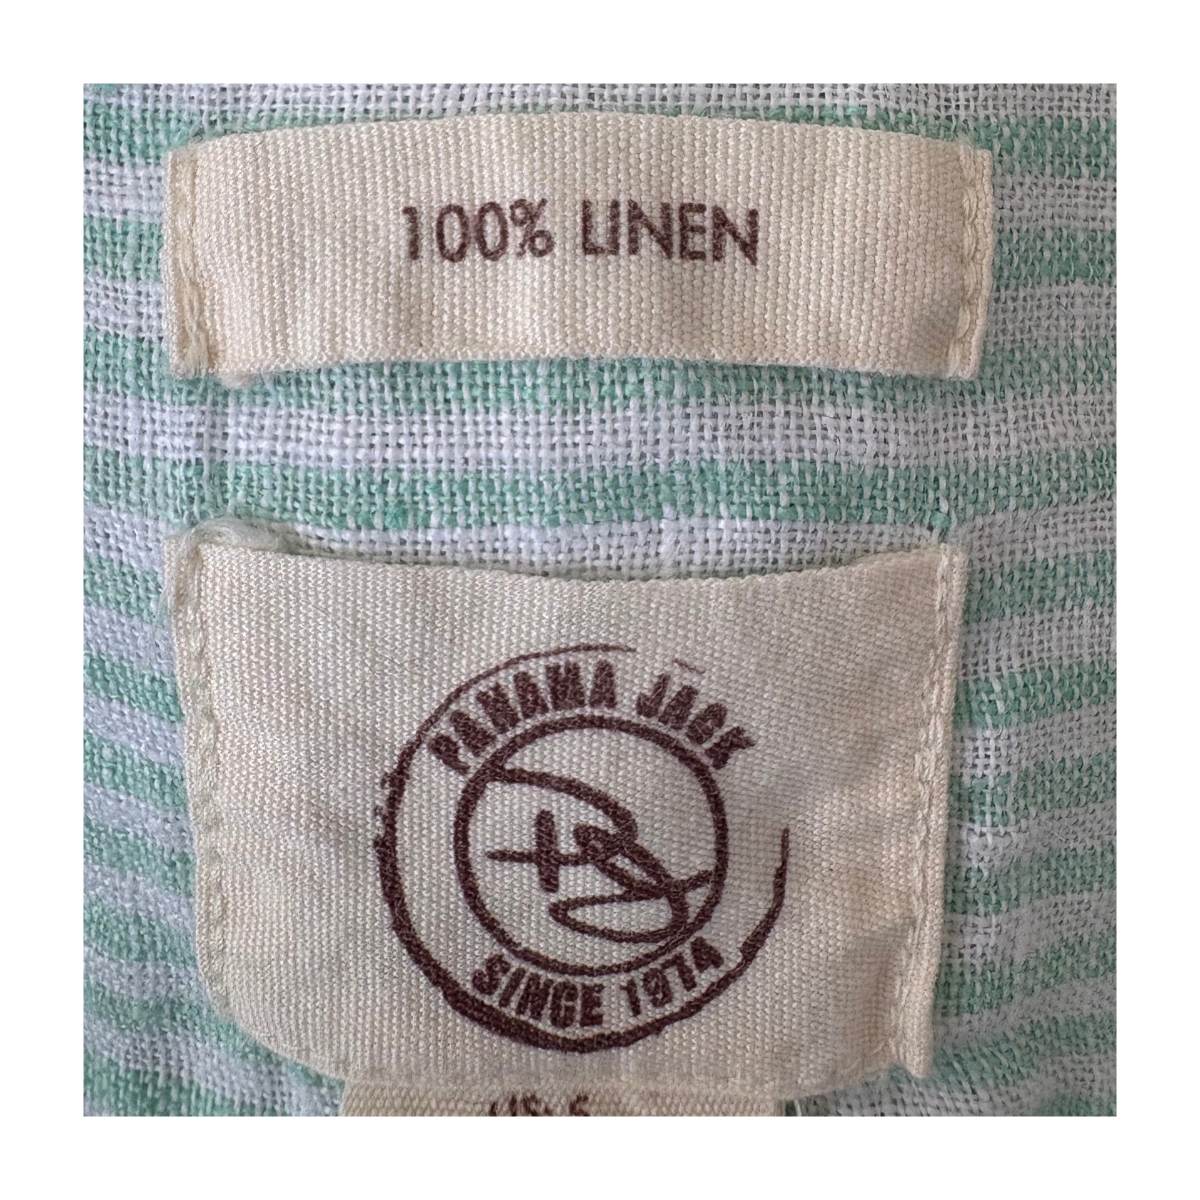 100% LINEN
PANAMA JACK
SINCE 1974